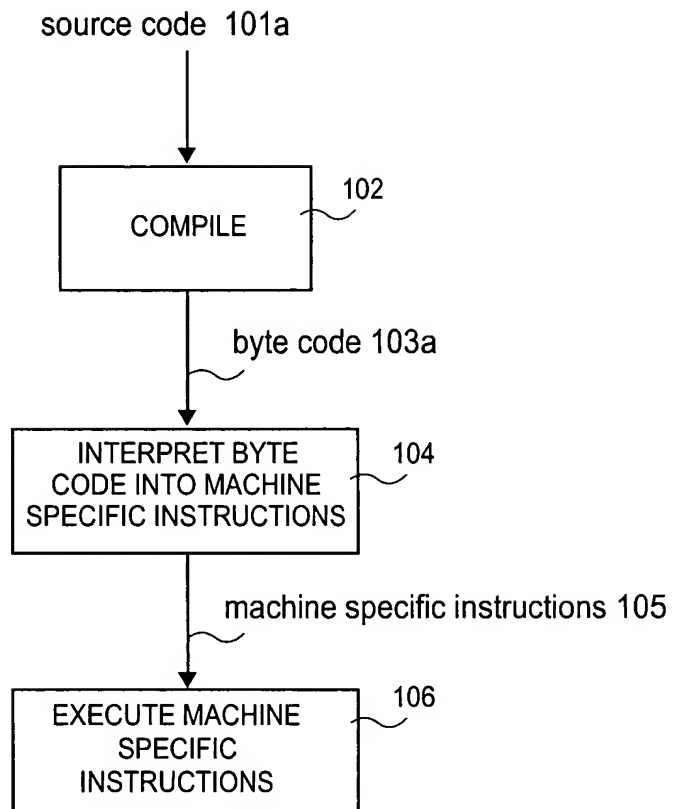 source code 101a
COMPILE
102
byte code 103a
INTERPRET BYTE
CODE INTO MACHINE
SPECIFIC INSTRUCTIONS
104
machine specific instructions 105
EXECUTE MACHINE
SPECIFIC
INSTRUCTIONS
106